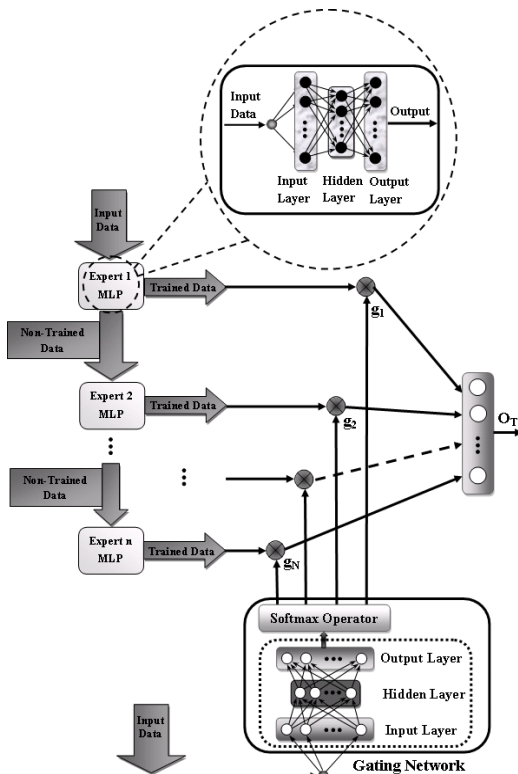 Input
Data
Output
Input
Layer
Hidden
Layer
Output
Layer
Input
Data
Expert 1
MLP
Trained Data
g1
Non-Trained
Data
Expert 2
MLP
Trained Data
g2
OT
Non-Trained
Data
Expert n
MLP
Trained Data
gN
Softmax Operator
Output Layer
Hidden Layer
Input Layer
Input
Data
Gating Network